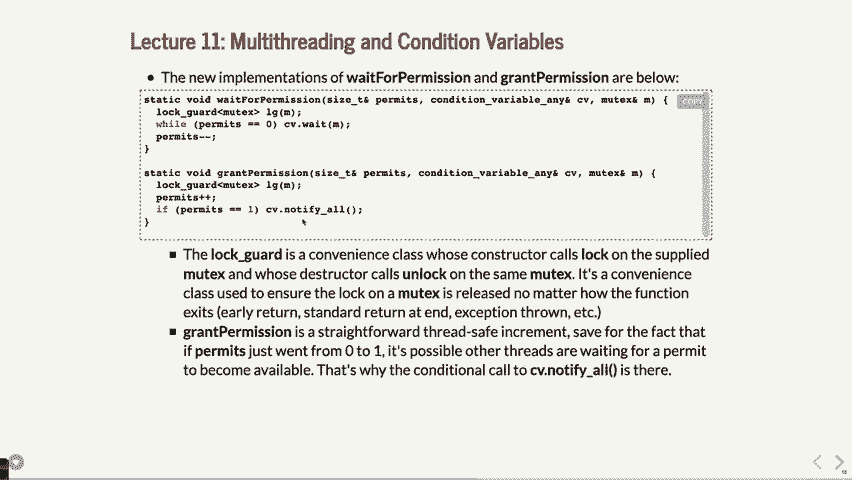 Lecture 11: Multithreading and Condition Variables
• The new implementations of waitForPermission and grantPermission are below:
static void waitForPermission(size_t& permits, condition_variable_any& cv, mutex& m) {
COPY
lock_guard<mutex> lg(m);
while (permits == 0) cv.wait(m);
permits--;
}
static void grantPermission(size_t& permits, condition_variable_any& cv, mutex& m) {
lock_guard<mutex> lg(m);
permits++;
if (permits == 1) cv.notify_all();
}
▪ The lock_guard is a convenience class whose constructor calls lock on the supplied
mutex and whose destructor calls unlock on the same mutex. It's a convenience
class used to ensure the lock on a mutex is released no matter how the function
exits (early return, standard return at end, exception thrown, etc.)
▪ grantPermission is a straightforward thread-safe increment, save for the fact that
if permits just went from 0 to 1, it's possible other threads are waiting for a permit
to become available. That's why the conditional call to cv.notify_all() is there.